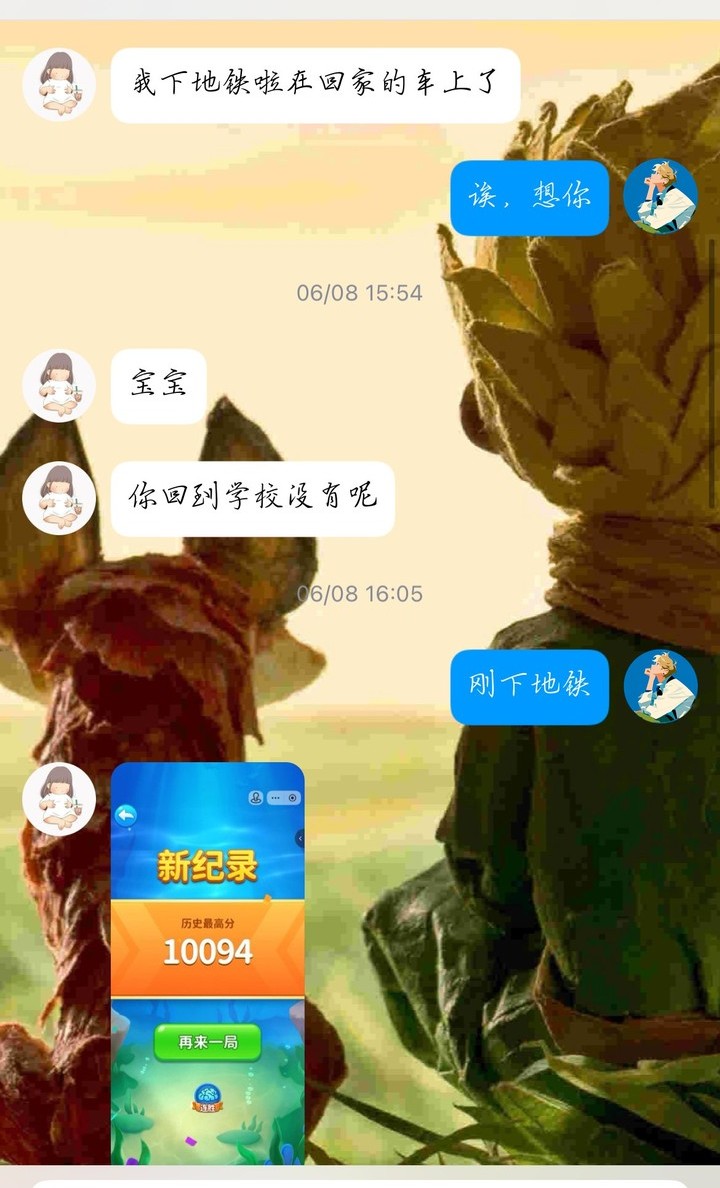 我下地铁啦在回家的车上了
诶，想你
06/08 15:54
宝宝
你回到学校没有呢
06/08 16:05
刚下地铁
新纪录
历史最高分
10094
再来一局
连胜